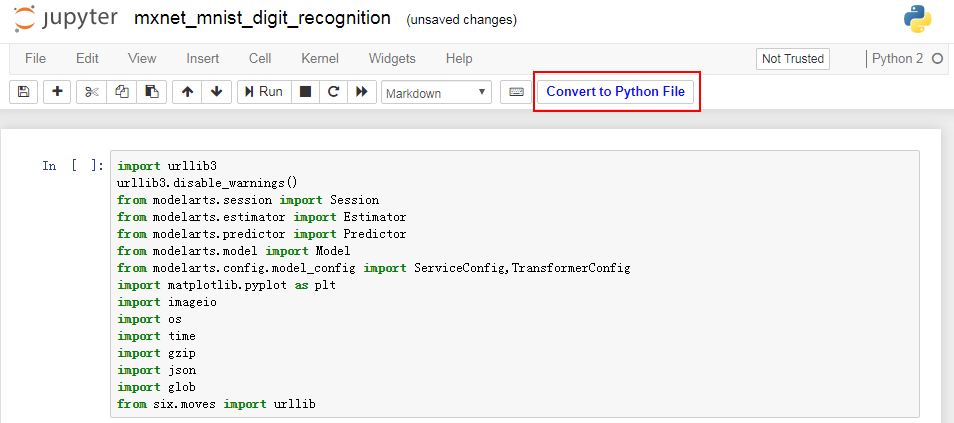 jupyter mxnet_mnist_digit_recognition (unsaved changes)
File Edit View Insert Cell Kernel Widgets Help Not Trusted Python 2
Run Markdown Convert to Python File
In [ ]: import urllib3
urllib3.disable_warnings()
from modelarts.session import Session
from modelarts.estimator import Estimator
from modelarts.predictor import Predictor
from modelarts.model import Model
from modelarts.config.model_config import ServiceConfig,TransformerConfig
import matplotlib.pyplot as plt
import imageio
import os
import time
import gzip
import json
import glob
from six.moves import urllib